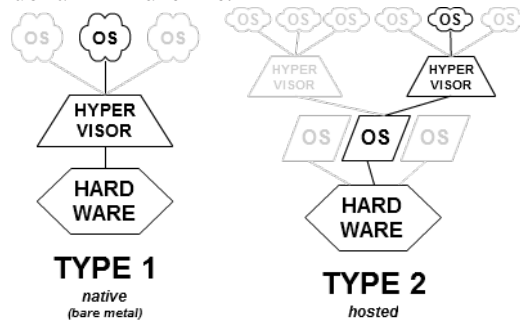 OS OS OS
HYPER
VISOR
HARD
WARE
TYPE 1
native
(bare metal)
OS OS OS OS OS OS
HYPER
VISOR
HYPER
VISOR
OS OS OS
HARD
WARE
TYPE 2
hosted